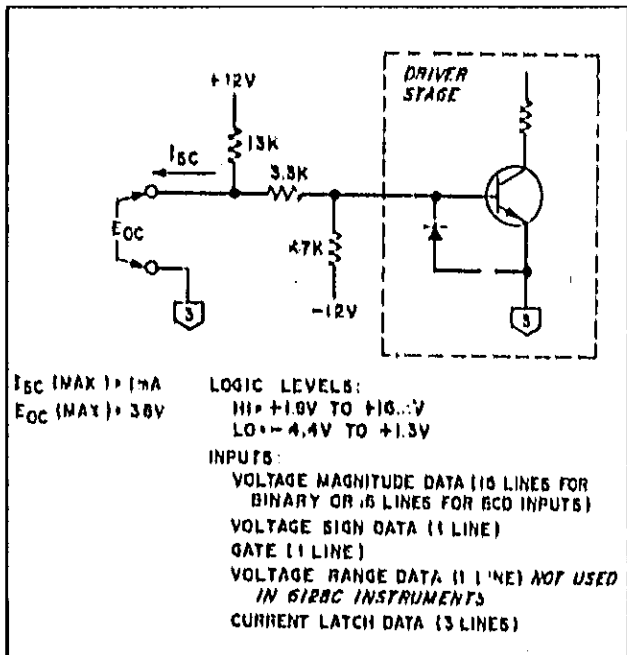 DRIVER
STAGE
+12V
13K
ISC
3.3K
EOC
47K
-12V
3
3
ISC (MAX) = 1MA
EOC (MAX) = 3.8V
LOGIC LEVELS:
HI= +1.9V TO
LO=-4.4V TO +1.3V
INPUTS:
VOLTAGE MAGNITUDE DATA (16 LINES FOR
BINARY OR 16 LINES FOR BCD INPUTS)
VOLTAGE SIGN DATA (1 LINE)
GATE (1 LINE)
VOLTAGE RANGE DATA (1 LINE) NOT USED
IN 6128C INSTRUMENTS
CURRENT LATCH DATA (3 LINES)